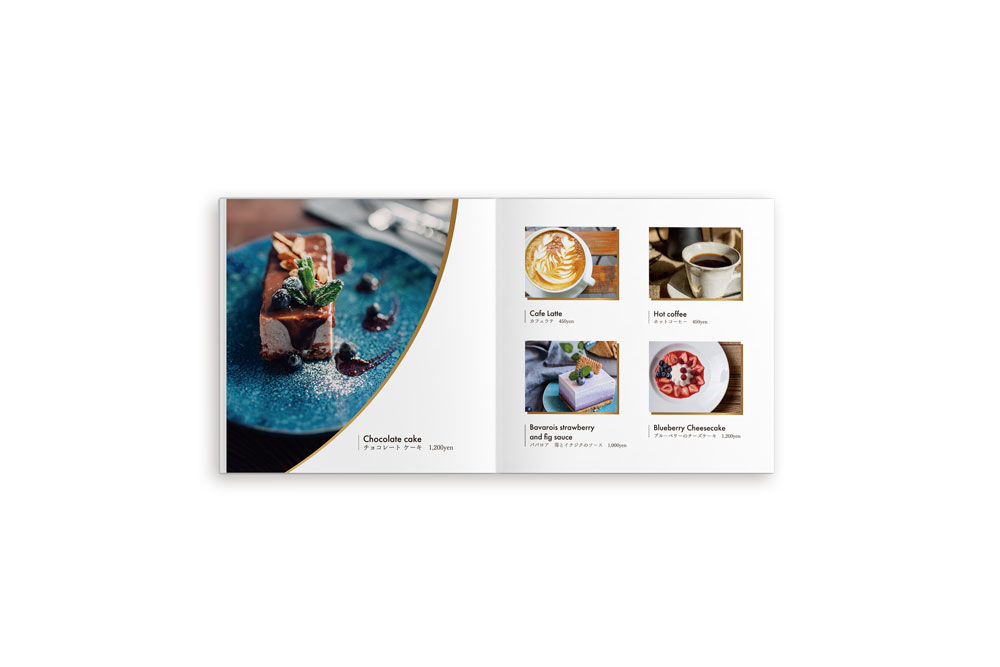 Chocolate cake
チョコレート ケーキ 1,200yen
Cafe Latte
カフェラテ 450yen
Hot coffee
ホットコーヒー 450yen
Bavarois strawberry
and fig sauce
ババロア 苺とイチジクのソース 1,000yen
Blueberry Cheesecake
ブルーベリーのチーズケーキ 1,200yen